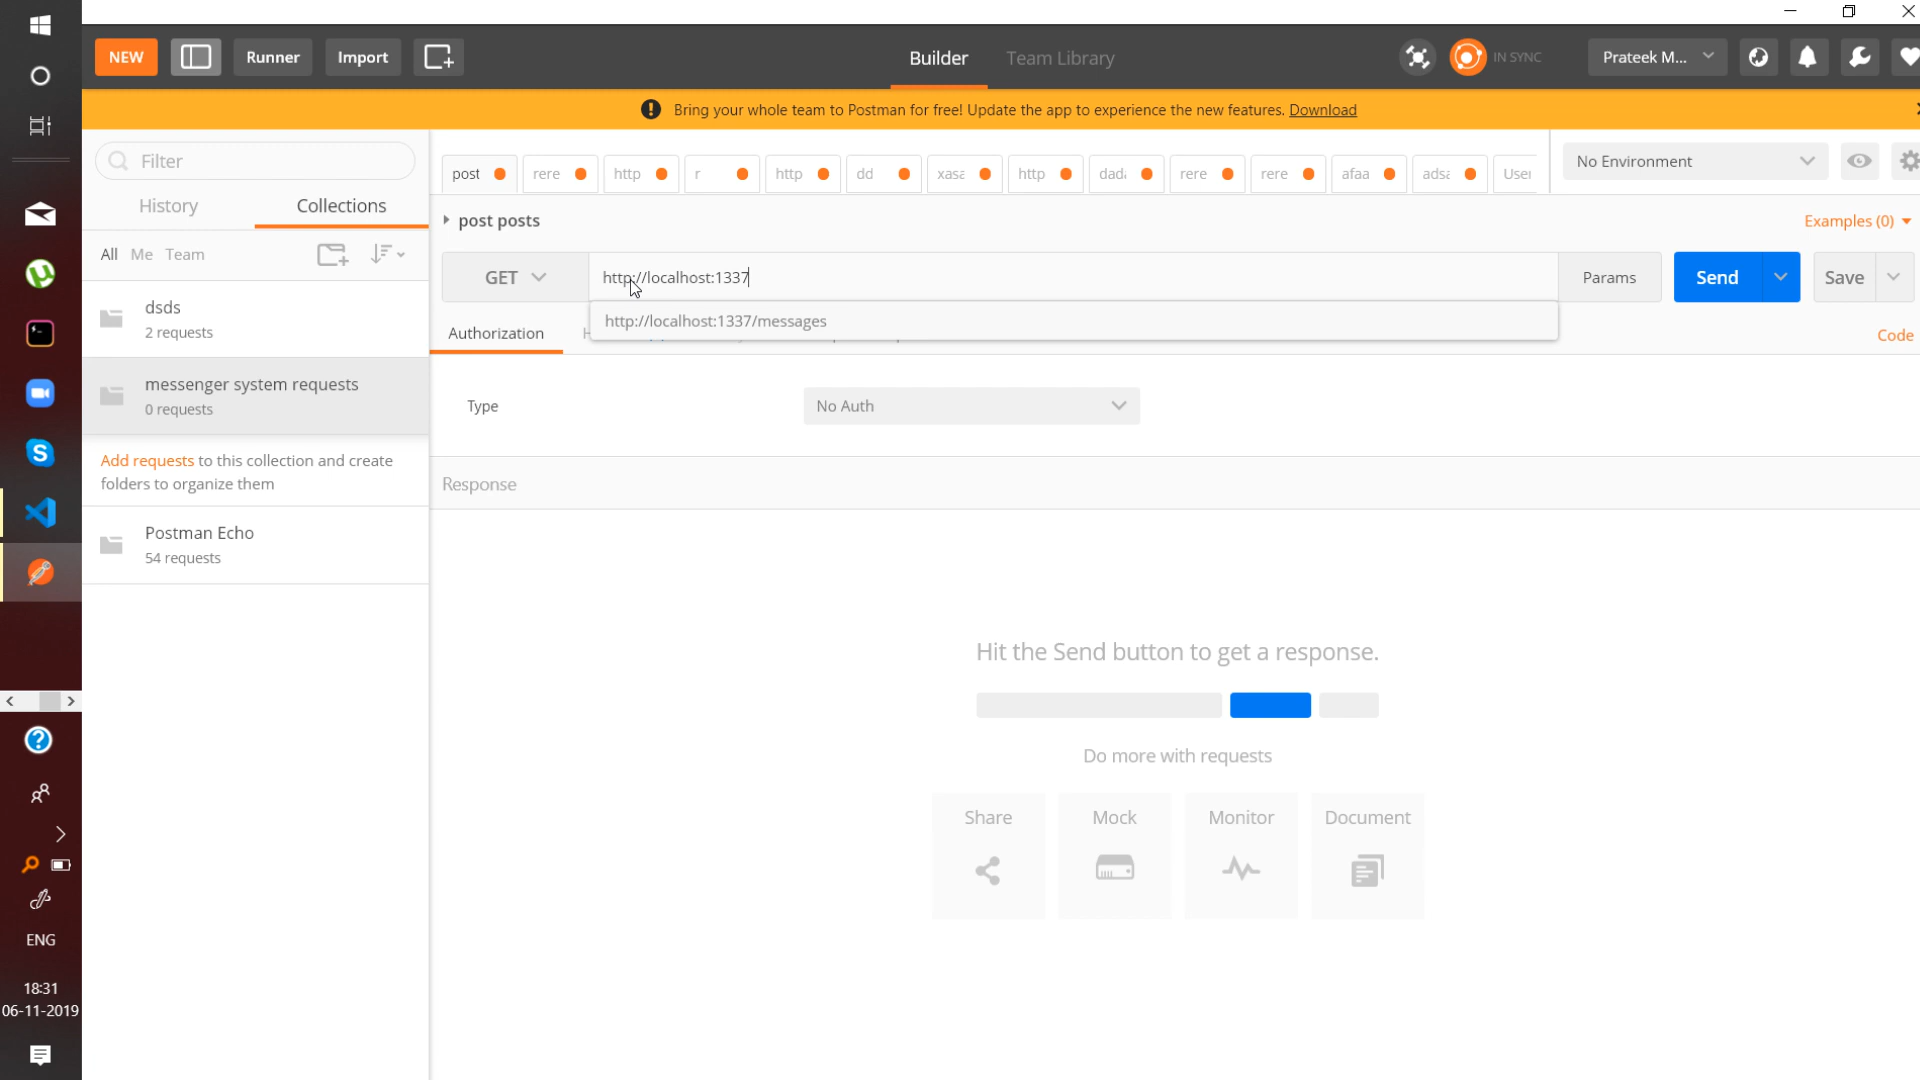 NEW
Runner
Import
Builder
Team Library
IN SYNC
Prateek M...
Bring your whole team to Postman for free! Update the app to experience the new features. Download
Filter
History
Collections
All Me Team
dsds
2 requests
messenger system requests
0 requests
Add requests to this collection and create
folders to organize them
Postman Echo
54 requests
post
rere
http
r
http
dd
xasa
http
dad
rere
rere
afaa
adsa
User
No Environment
post posts
Examples (0)
GET
http://localhost:1337
Params
Send
Save
http://localhost:1337/messages
Authorization
Code
Type
No Auth
Response
Hit the Send button to get a response.
Do more with requests
Share
Mock
Monitor
Document
ENG
18:31
06-11-2019